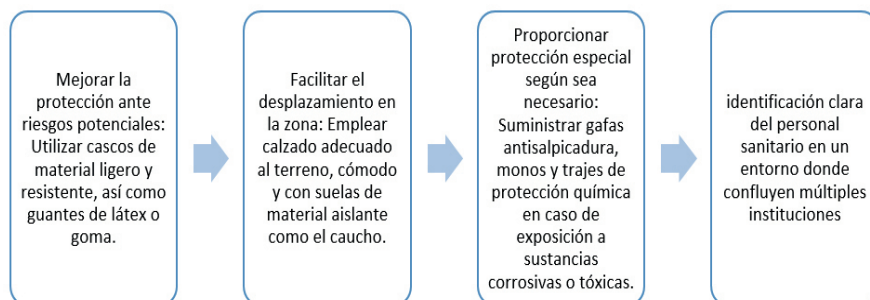 Mejorar la
protección ante
riesgos potenciales:
Utilizar cascos de
material ligero y
resistente, así como
guantes de látex o
goma.
Facilitar el
desplazamiento en
la zona: Emplear
calzado adecuado
al terreno, cómodo
y con suelas de
material aislante
como el caucho.
Proporcionar
protección especial
según sea
necesario:
Suministrar gafas
antisalpicadura,
monos y trajes de
protección química
en caso de
exposición a
sustancias
corrosivas o tóxicas.
identificación clara
del personal
sanitario en un
entorno donde
confluyen múltiples
instituciones